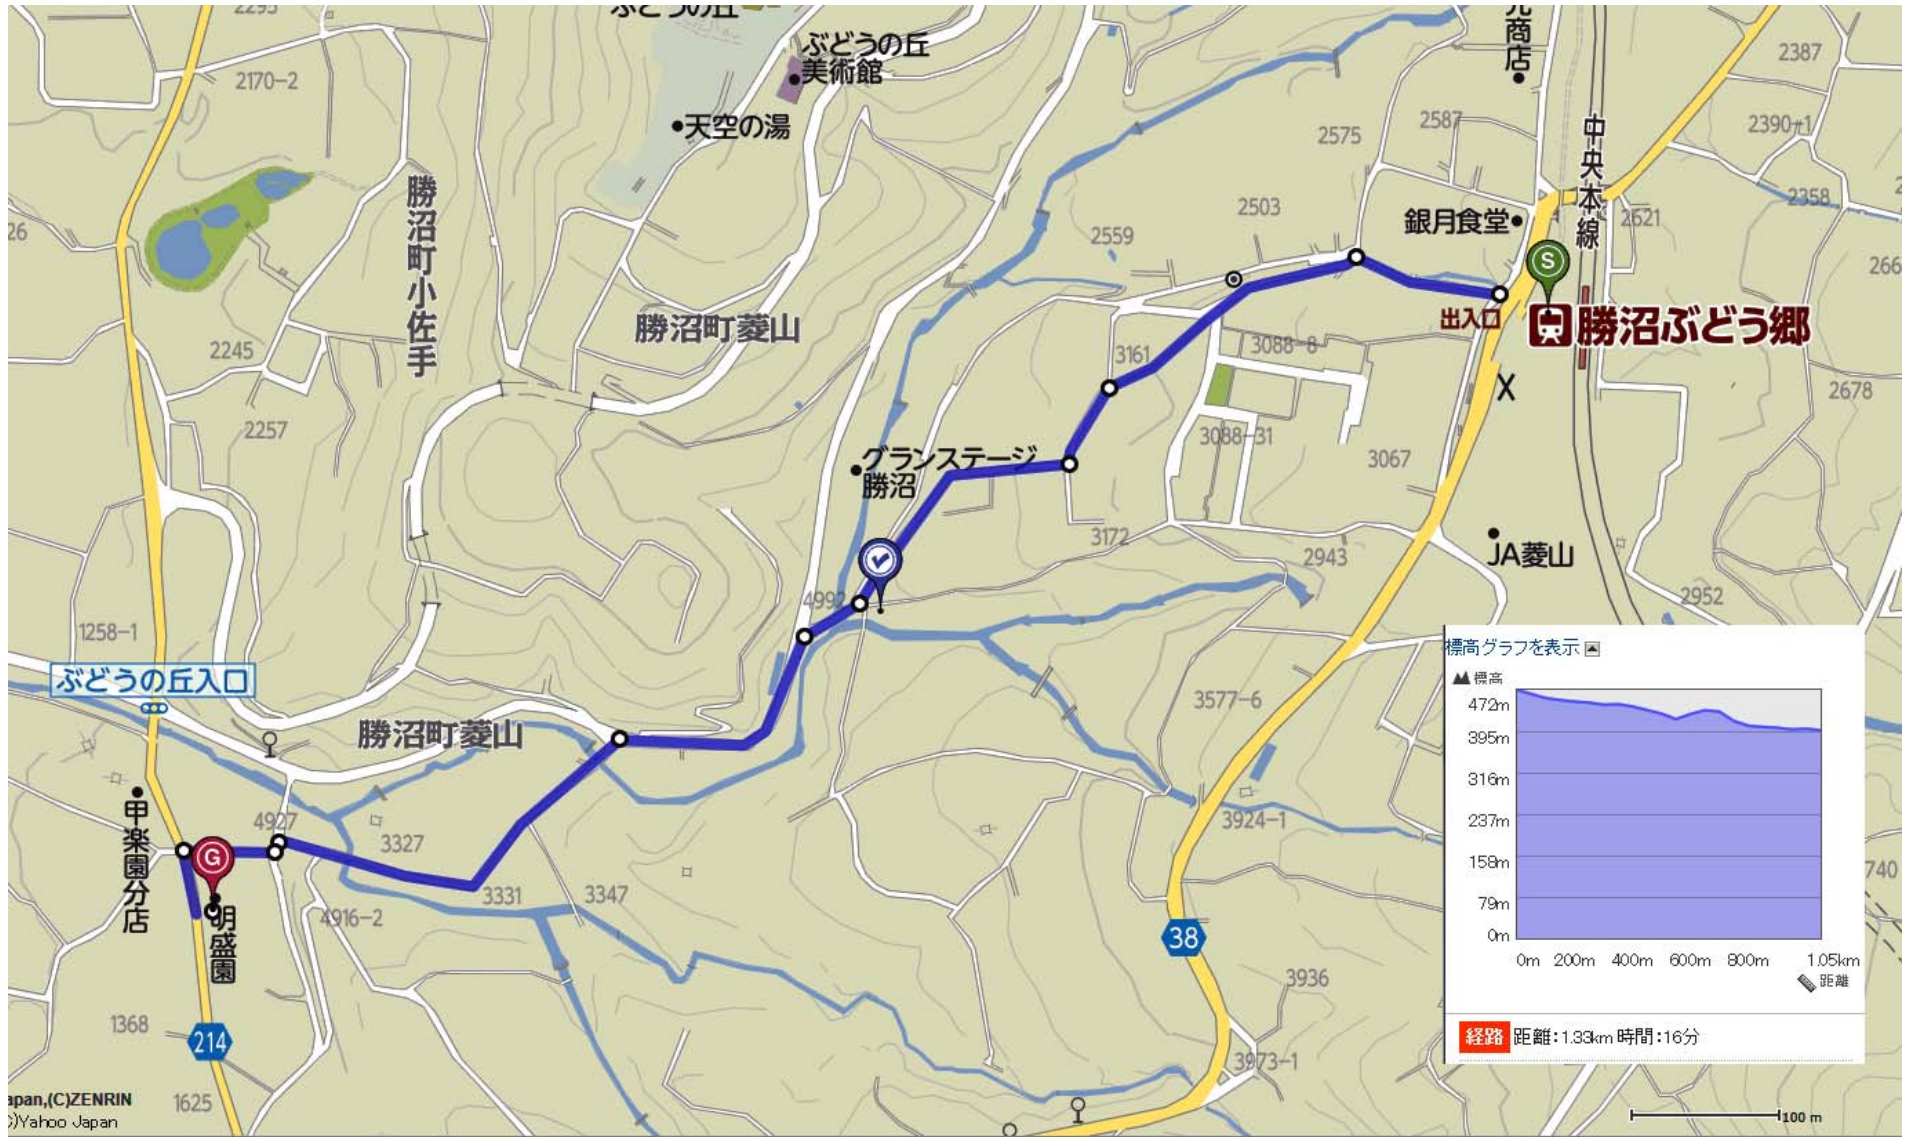 2295
2170-2
ぶどうの丘
美術館
天空の湯
商店
2387
2390-1
2587
2575
中央本線
2358
2503
2621
銀月食堂
2559
S
勝沼町小佐手
26
出入口
勝沼ぶどう郷
勝沼町菱山
2245
3161
3088-8
2678
2257
3088-31
グランステージ
勝沼
3067
X
3172
2943
JA菱山
4992
2952
1258-1
ぶどうの丘入口
3577-6
勝沼町菱山
4927
3327
3924-1
甲楽園分店
G
3331
3347
4916-2
明盛園
38
3936
1368
214
3973-1
1625
apan,(C)ZENRIN
)Yahoo Japan
100 m
740
標高グラフを表示
標高
472m
395m
316m
237m
158m
79m
0m
0m 200m 400m 600m 800m 1.05km
距離
経路 距離:1.33km 時間:16分